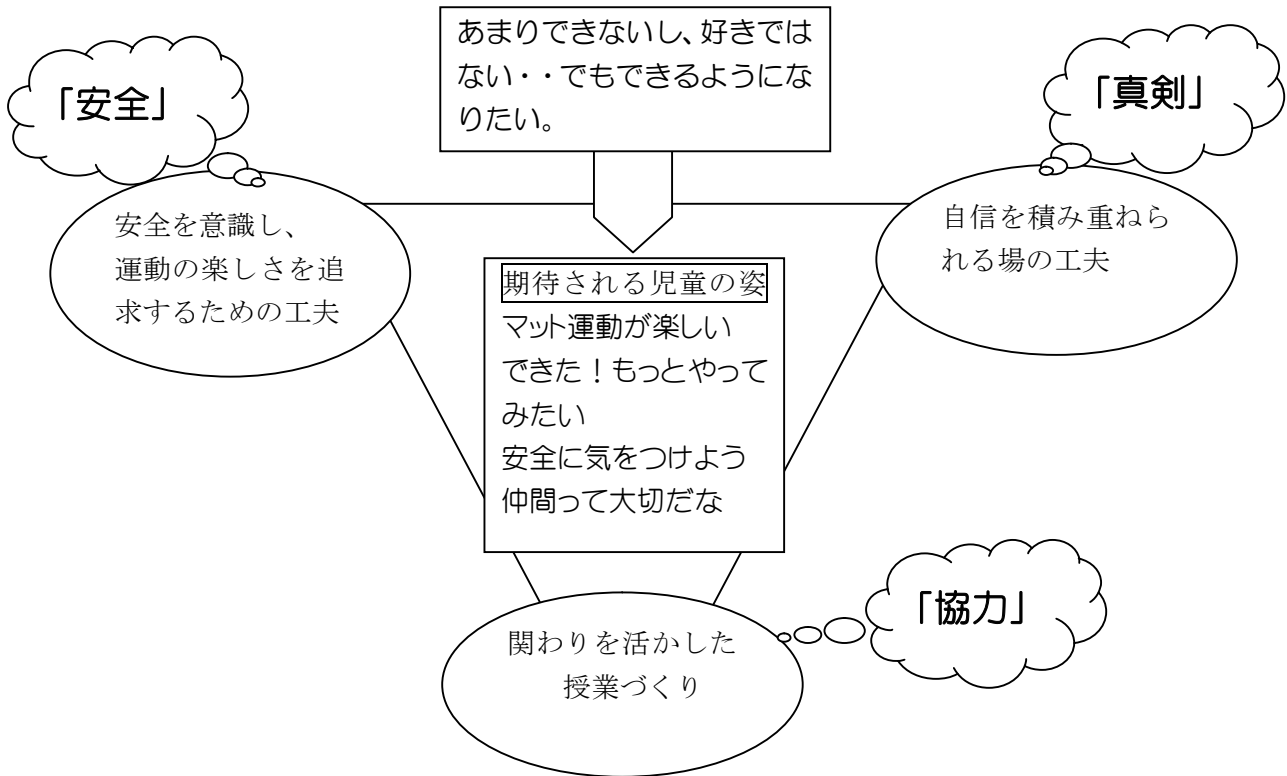 あまりできないし、好きでは
ない・・でもできるようにな
りたい。
「安全」
「真剣」
安全を意識し、
運動の楽しさを追
求するための工夫
自信を積み重ねら
れる場の工夫
期待される児童の姿
マット運動が楽しい
できた！もっとやって
みたい
安全に気をつけよう
仲間って大切だな
「協力」
関わりを活かした
授業づくり